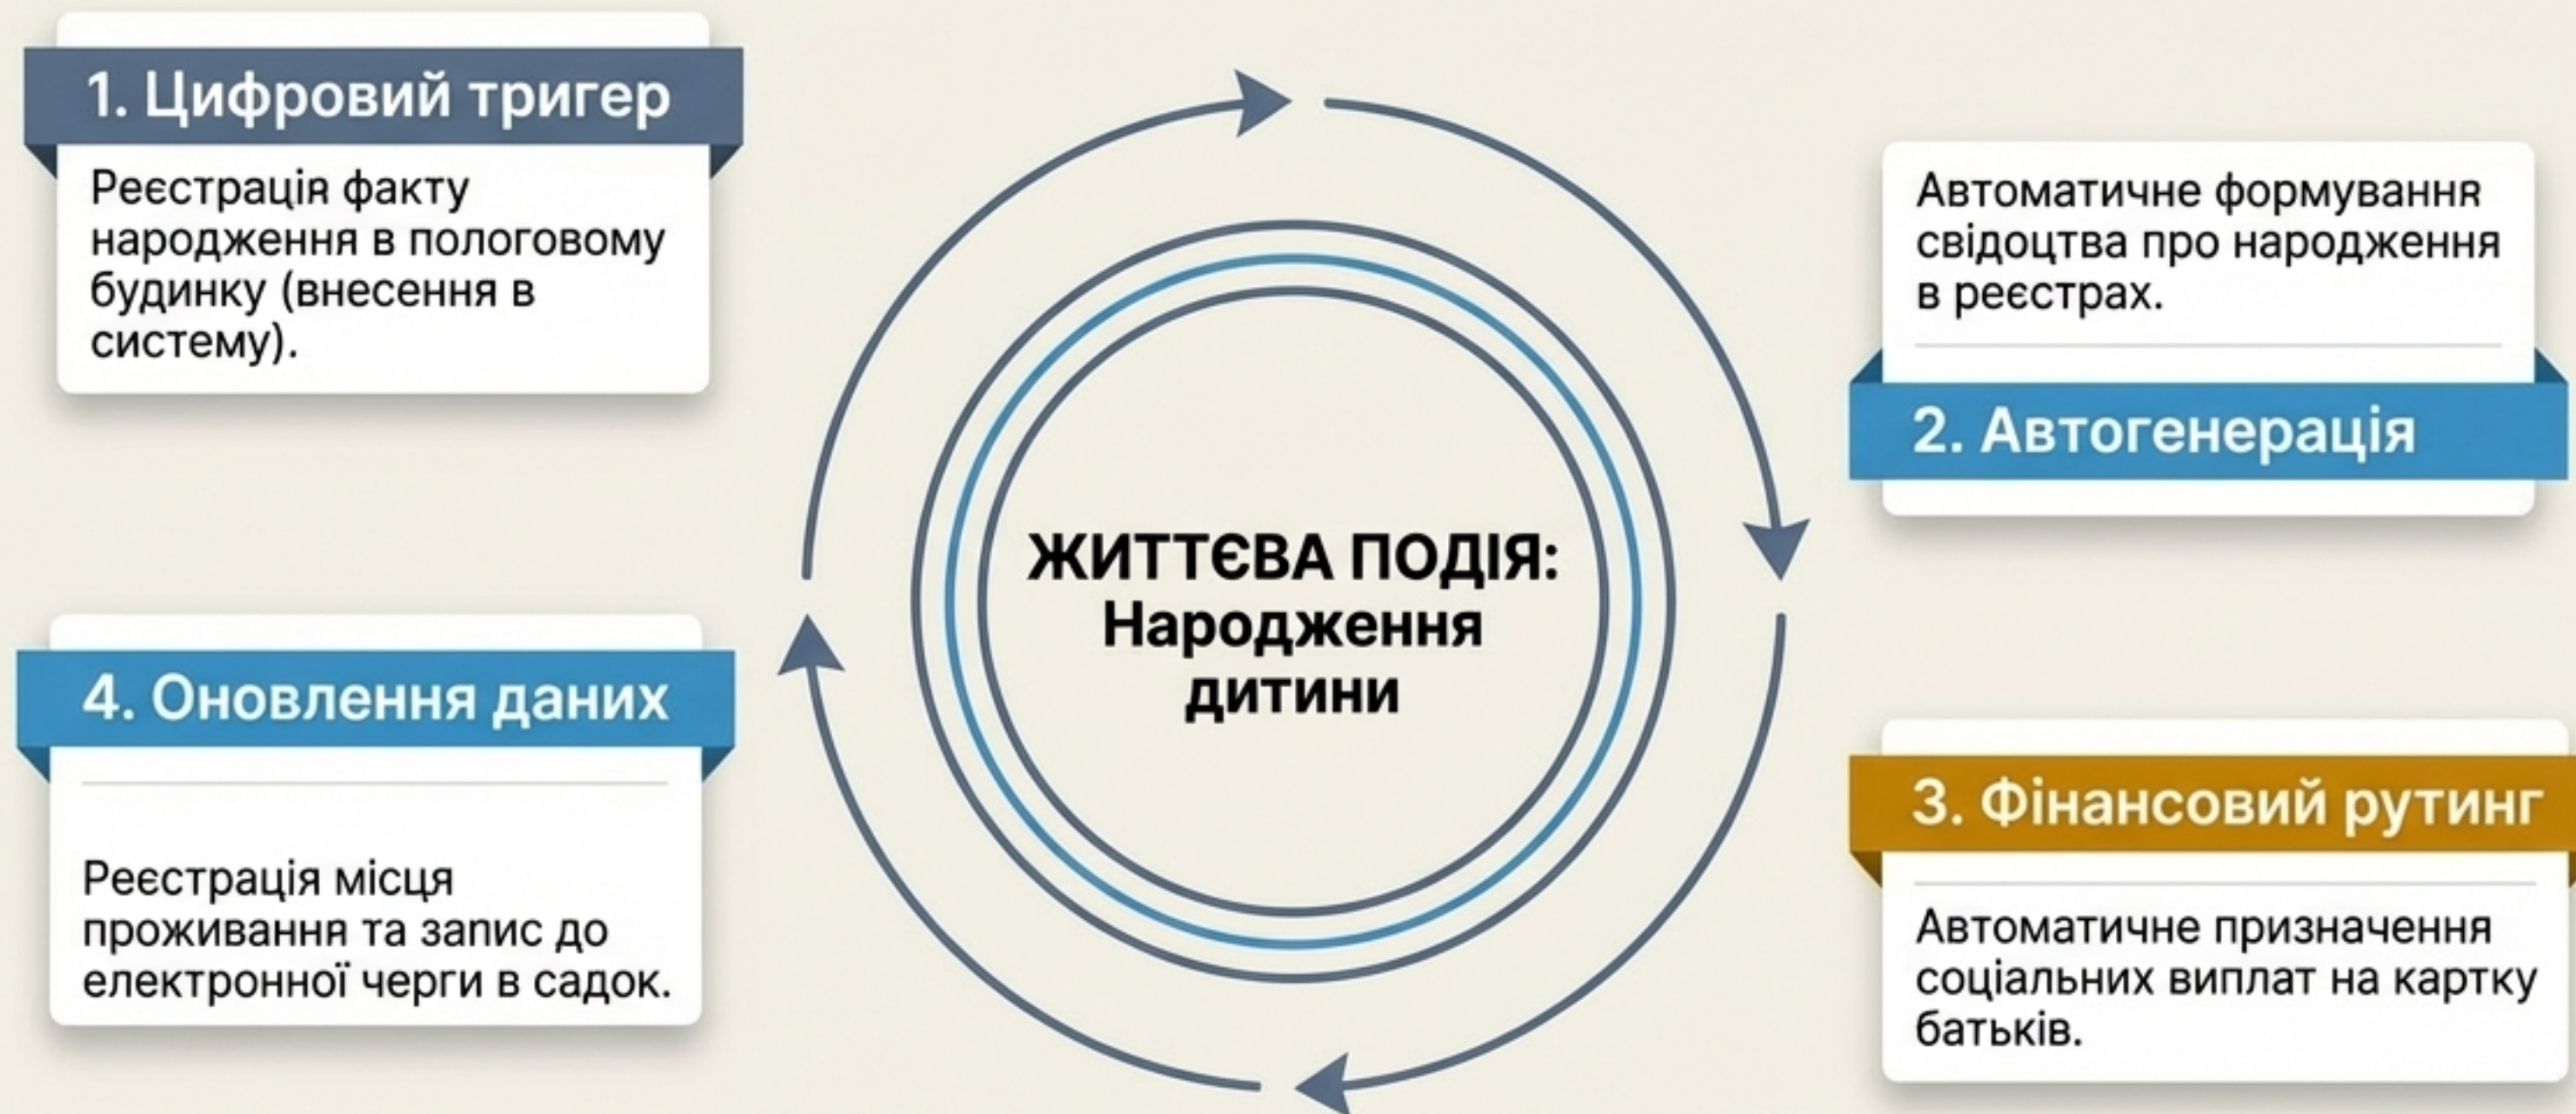 1. Цифровий тригер
Реєстрація факту
народження в пологовому
будинку (внесення в
систему).
Автоматичне формування
свідоцтва про народження
в реєстрах.
2. Автогенерація
ЖИТТЄВА ПОДІЯ:
Народження
дитини
3. Фінансовий рутинг
Автоматичне призначення
соціальних виплат на картку
батьків.
4. Оновлення даних
Реєстрація місця
проживання та запис до
електронної черги в садок.